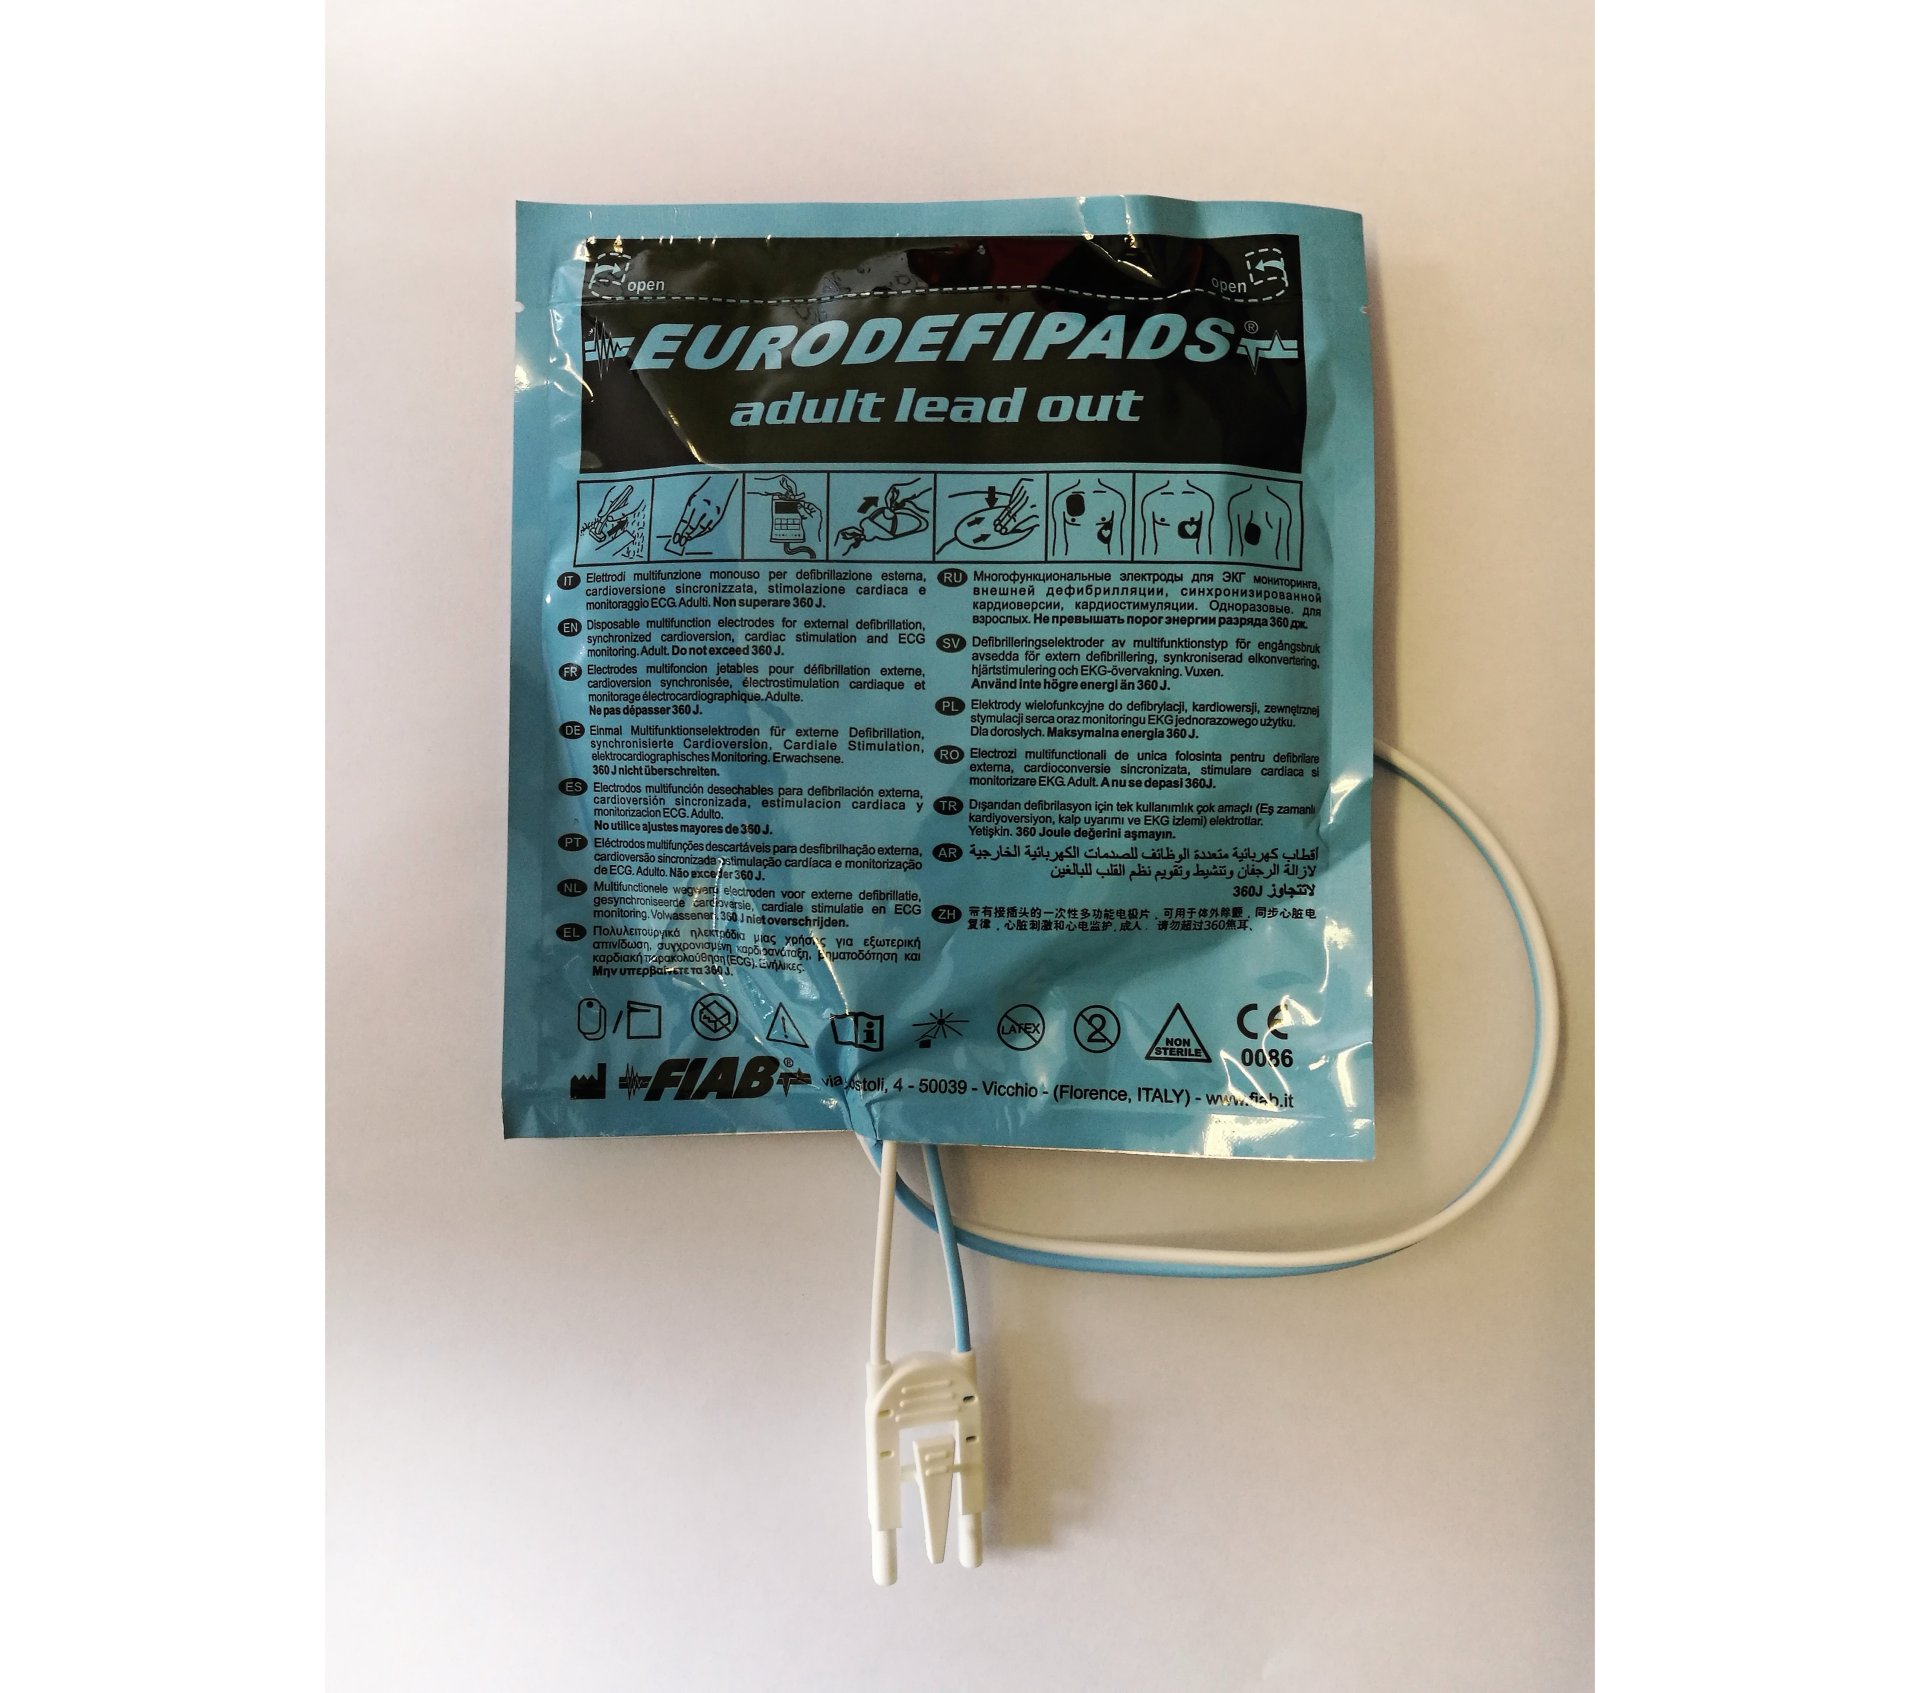 open
open
EURODEFIPADS®
adult lead out
IT Elettrodi multifunzione monouso per defibrillazione esterna,
cardioversione sincronizzata, stimolazione cardiaca e
monitoraggio ECG. Adulti. Non superare 360 J.
EN Disposable multifunction electrodes for external defibrillation,
synchronized cardioversion, cardiac stimulation and ECG
monitoring. Adult. Do not exceed 360 J.
FR Electrodes multifoncion jetables pour défibrillation externe,
cardioversion synchronisée, électrostimulation cardiaque et
monitorage électrocardiographique. Adulte.
Ne pas dépasser 360 J.
DE Einmal Multifunktionselektroden für externe Defibrillation,
synchronisierte Cardioversion, Cardiale Stimulation,
elektrocardiographisches Monitoring. Erwachsene.
360 J nicht überschreiten.
ES Electrodos multifunción desechables para defibrilación externa,
cardioversión sincronizada, estimulacion cardiaca y
monitorizacion ECG. Adulto.
No utilice ajustes mayores de 360 J.
PT Eléctrodos multifunções descartáveis para desfibrilhação externa,
cardioversão sincronizada estimulação cardíaca e monitorização
de ECG. Adulto. Não exceder 360 J.
NL Multifunctionele wegwerp electroden voor externe defibrillatie,
gesynchroniseerde cardioversie, cardiale stimulatie en ECG
monitoring. Volwassenen. 360 J niet overschrijden.
EL Πολυλειτουργικά ηλεκτρόδια μιας χρήσης για εξωτερική
απινίδωση, συγχρονισμένη καρδιοανάταξη, βηματοδότηση και
καρδιακή παρακολούθηση (ECG). Ενήλικες.
Μην υπερβαίνετε τα 360 J.
RU Многофункциональные электроды для ЭКГ мониторинга,
внешней дефибрилляции, синхронизированной
кардиоверсии, кардиостимуляции. Одноразовые. для
взрослых. Не превышать порог энергии разряда 360 дж.
SV Defibrilleringselektroder av multifunktionstyp för engångsbruk
avsedda för extern defibrillering, synkroniserad elkonvertering,
hjärtstimulering och EKG-övervakning. Vuxen.
Använd inte högre energi än 360 J.
PL Elektrody wielofunkcyjne do defibrylacji, kardiowersji, zewnętrznej
stymulacji serca oraz monitoringu EKG jednorazowego użytku.
Dla dorosłych. Maksymalna energia 360 J.
RO Electrozi multifunctionali de unica folosinta pentru defibrilare
externa, cardioconversie sincronizata, stimulare cardiaca si
monitorizare EKG. Adult. A nu se depasi 360J.
TR Dışarıdan defibrilasyon için tek kullanımlık çok amaçlı (Eş zamanlı
kardiyoversiyon, kalp uyarımı ve EKG izlemi) elektrotlar.
Yetişkin. 360 Joule değerini aşmayın.
AR أقطاب كهربائية متعددة الوظائف للصدمات الكهربائية الخارجية
لازالة الرجفان وتنشيط وتقويم نظم القلب للبالغين
لاتتجاوز 360J
ZH 带有接插头的一次性多功能电极片，可用于体外除颤，同步心脏电
复律，心脏刺激和心电监护，成人．请勿超过360焦耳、
LATEX
2
NON
STERILE
CE
0086
FIAB® via 4 - 50039 - Vicchio - (Florence, ITALY) - www.fiab.it